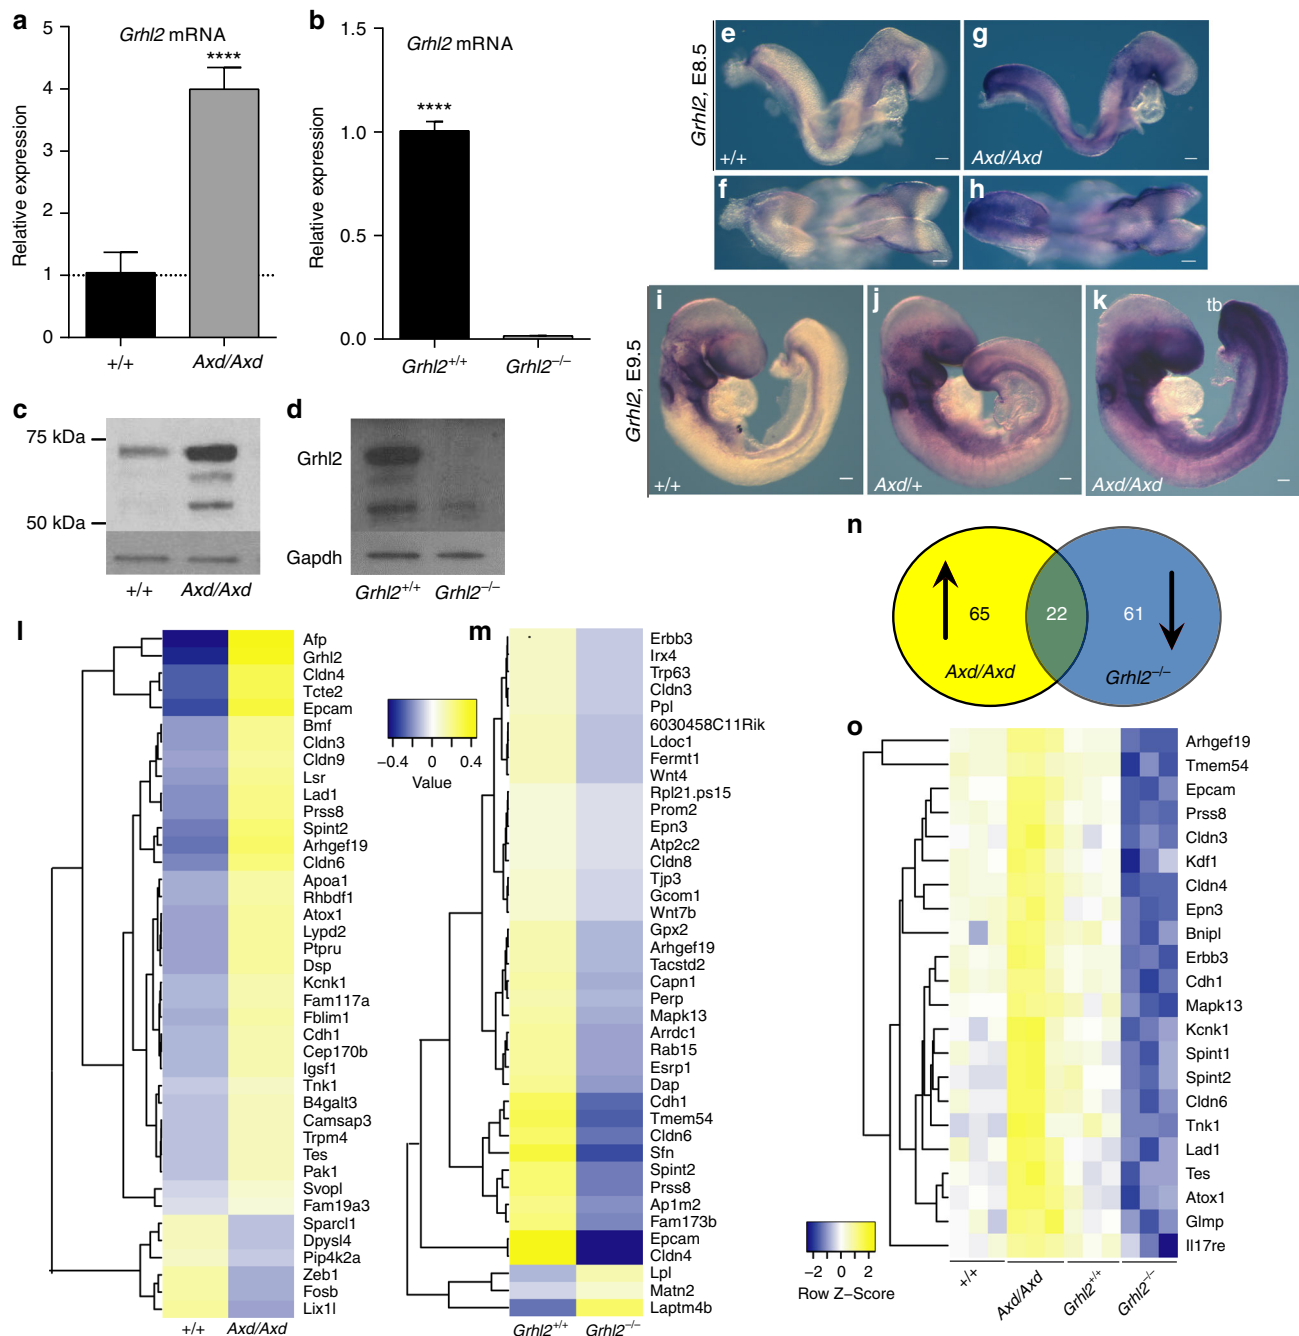 a
Grhl2 mRNA
****
Relative expression
5
4
3
2
1
0
+/+
Axd/Axd
b
Grhl2 mRNA
****
Relative expression
1.5
1.0
0.5
0.0
Grhl2+/+
Grhl2–/–
c
75 kDa
50 kDa
+/+
Axd/Axd
d
Grhl2
Gapdh
Grhl2+/+
Grhl2–/–
Grhl2, E8.5
e
+/+
g
Axd/Axd
f
h
Grhl2, E9.5
i
+/+
j
Axd/+
k
tb
Axd/Axd
l
Afp
Grhl2
Cldn4
Tcte2
Epcam
Bmf
Cldn3
Cldn9
Lsr
Lad1
Prss8
Spint2
Arhgef19
Cldn6
Apoa1
Rhbdf1
Atox1
Lypd2
Ptpru
Dsp
Kcnk1
Fam117a
Fblim1
Cdh1
Cep170b
Igsf1
Tnk1
B4galt3
Camsap3
Trpm4
Tes
Pak1
Svopl
Fam19a3
Sparcl1
Dpysl4
Pip4k2a
Zeb1
Fosb
Lix1l
+/+
Axd/Axd
−0.4 0 0.4
Value
m
Erbb3
Irx4
Trp63
Cldn3
Ppl
6030458C11Rik
Ldoc1
Fermt1
Wnt4
Rpl21.ps15
Prom2
Epn3
Atp2c2
Cldn8
Tjp3
Gcom1
Wnt7b
Gpx2
Arhgef19
Tacstd2
Capn1
Perp
Mapk13
Arrdc1
Rab15
Esrp1
Dap
Cdh1
Tmem54
Cldn6
Sfn
Spint2
Prss8
Ap1m2
Fam173b
Epcam
Cldn4
Lpl
Matn2
Laptm4b
Grhl2+/+
Grhl2–/–
n
65
22
61
Axd/Axd
Grhl2–/–
o
Arhgef19
Tmem54
Epcam
Prss8
Cldn3
Kdf1
Cldn4
Epn3
Bnipl
Erbb3
Cdh1
Mapk13
Kcnk1
Spint1
Spint2
Cldn6
Tnk1
Lad1
Tes
Atox1
Glmp
Il17re
+/+
Axd/Axd
Grhl2+/+
Grhl2–/–
−2 0 2
Row Z−Score